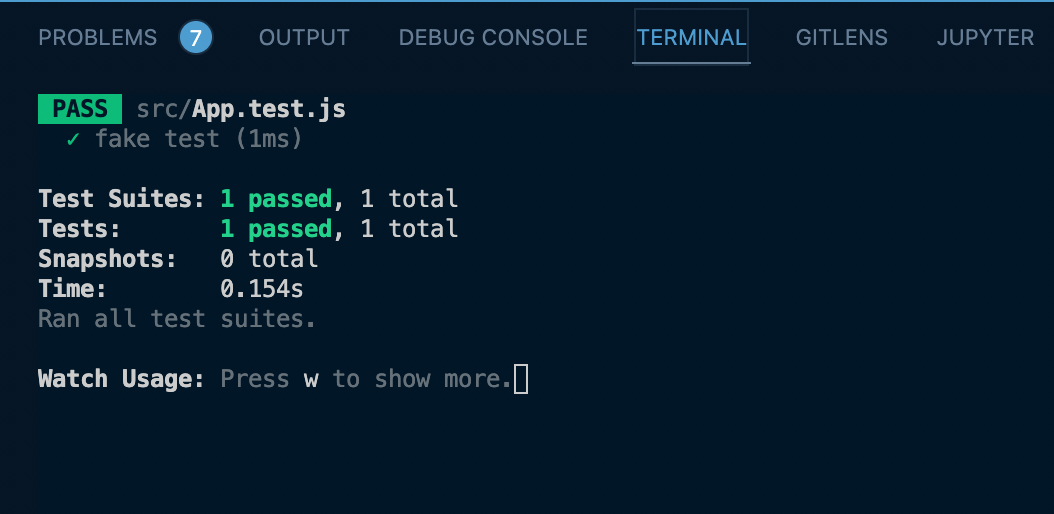 PROBLEMS 7 OUTPUT DEBUG CONSOLE TERMINAL GITLENS JUPYTER
PASS src/App.test.js
✓ fake test (1ms)
Test Suites: 1 passed, 1 total
Tests: 1 passed, 1 total
Snapshots: 0 total
Time: 0.154s
Ran all test suites.
Watch Usage: Press w to show more.